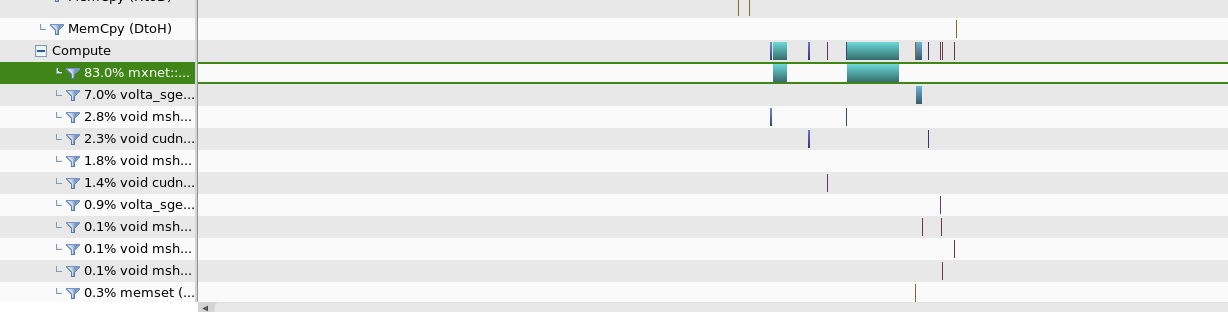 MemCpy (DtoH)
Compute
83.0% mxnet::...
7.0% volta_sge...
2.8% void msh...
2.3% void cudn...
1.8% void msh...
1.4% void cudn...
0.9% volta_sge...
0.1% void msh...
0.1% void msh...
0.1% void msh...
0.3% memset (...